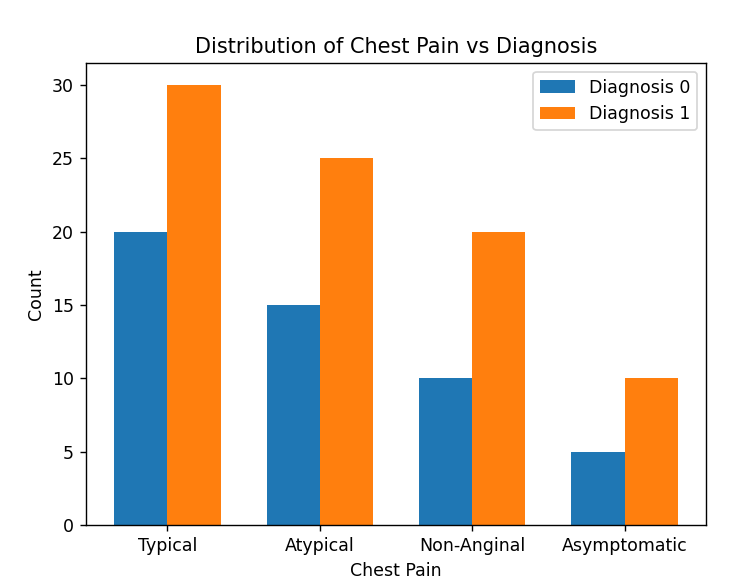 Distribution of Chest Pain vs Diagnosis
Diagnosis 0
Diagnosis 1
30
25
20
15
10
5
0
Count
Typical Atypical Non-Anginal Asymptomatic
Chest Pain